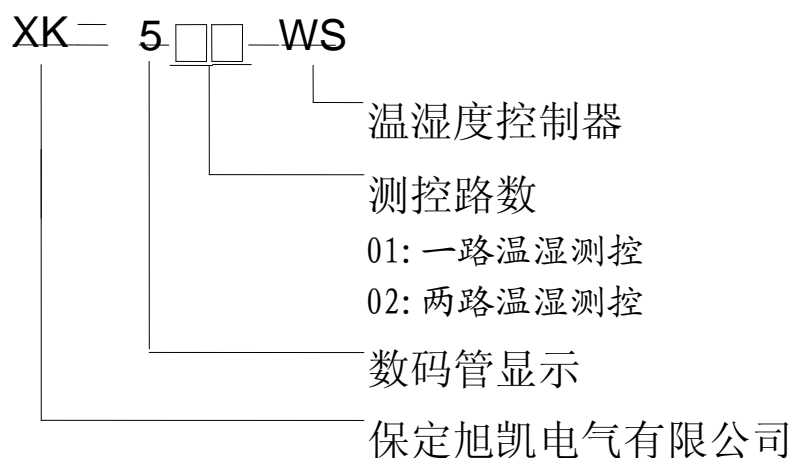 XK — 5□□—WS
温湿度控制器
测控路数
01:一路温湿测控
02:两路温湿测控
数码管显示
保定旭凯电气有限公司